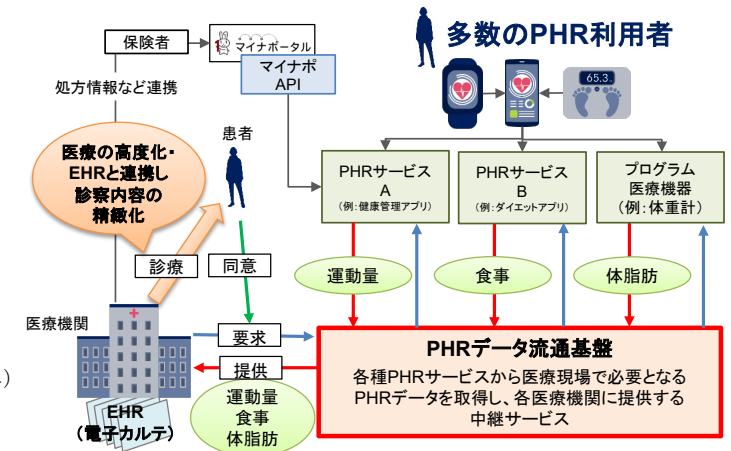 保険者
マイナポータル
マイナポ
API
多数のPHR利用者
65.3
処方情報など連携
患者
医療の高度化・
EHRと連携し
診察内容の
精緻化
PHRサービス
A
(例:健康管理アプリ)
PHRサービス
B
(例:ダイエットアプリ)
プログラム
医療機器
(例:体重計)
診療
同意
運動量
食事
体脂肪
医療機関
要求
提供
運動量
食事
体脂肪
EHR
(電子カルテ)
PHRデータ流通基盤
各種PHRサービスから医療現場で必要となる
PHRデータを取得し、各医療機関に提供する
中継サービス
)